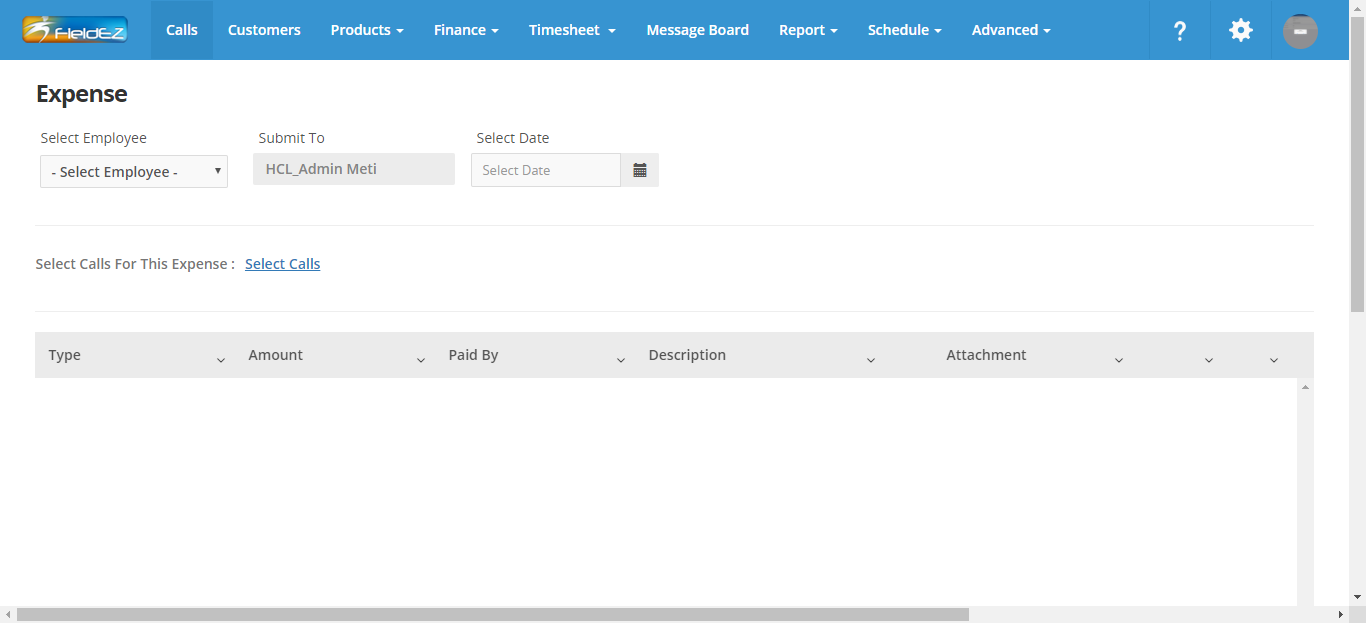 FieldEZ Calls Customers Products Finance Timesheet Message Board Report Schedule Advanced ?
Expense
Select Employee Submit To Select Date
- Select Employee - HCL_Admin Meti Select Date
Select Calls For This Expense : Select Calls
Type Amount Paid By Description Attachment